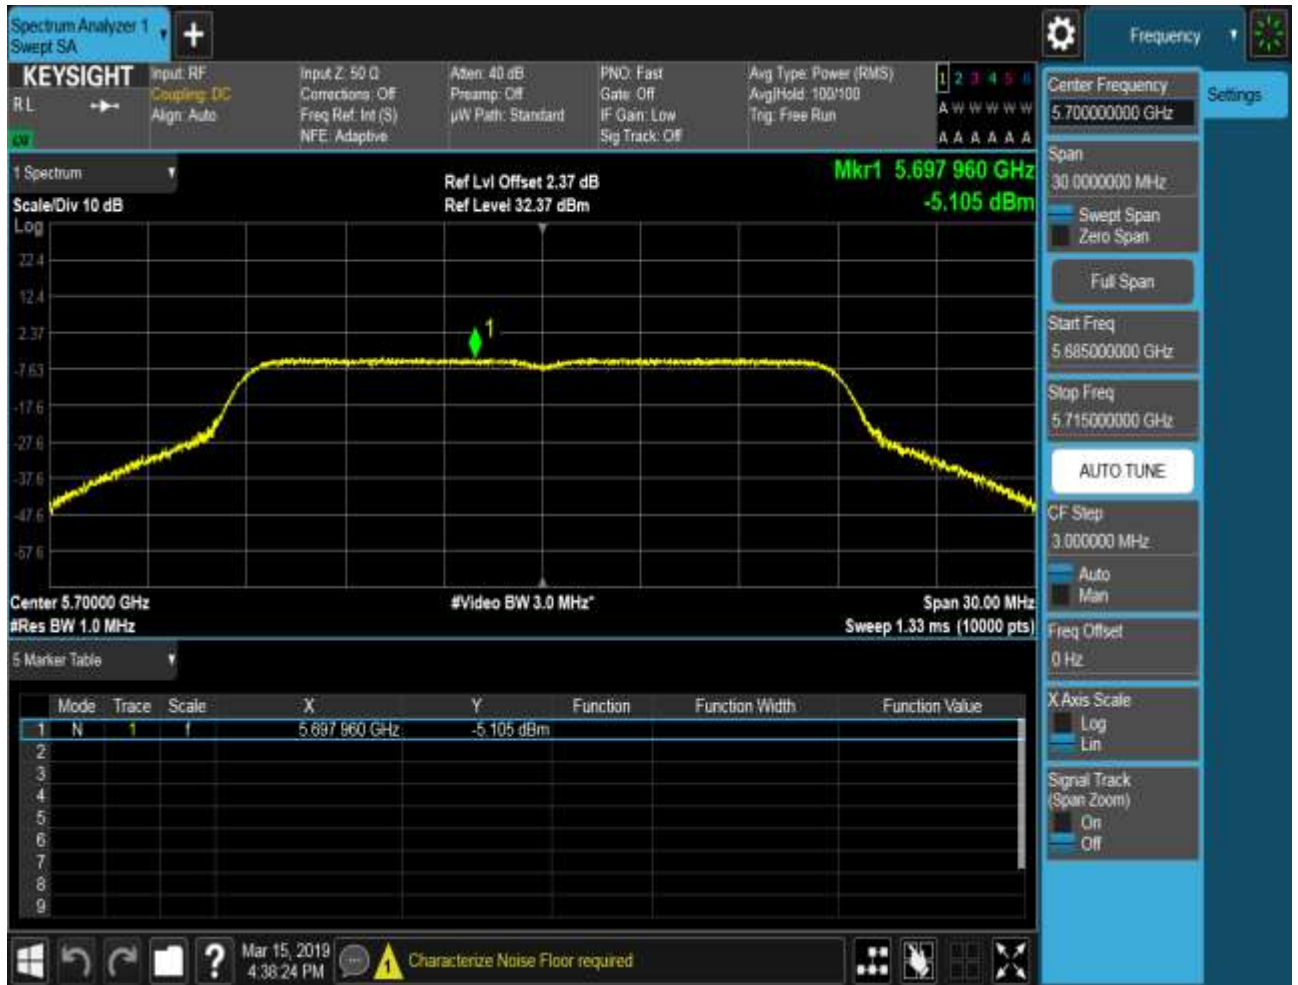 Spectrum Analyzer 1
Swept SA
Frequency
KEYSIGHT
RL
Input: RF
Coupling: DC
Align: Auto
Input Z: 50 Ω
Corrections: Off
Freq Ref: Int (S)
NFE: Adaptive
Atten: 40 dB
Preamp: Off
µW Path: Standard
PNO: Fast
Gate: Off
IF Gain: Low
Sig Track: Off
Avg Type: Power (RMS)
Avg|Hold: 100/100
Trig: Free Run
1 2 3 4 5 6
A W W W W W
A A A A A A
1 Spectrum
Scale/Div 10 dB
Log
Ref Lvl Offset 2.37 dB
Ref Level 32.37 dBm
Mkr1 5.697 960 GHz
-5.105 dBm
22.4
12.4
2.37
-7.63
-17.6
-27.6
-37.6
-47.6
-57.6
1
Center 5.70000 GHz
#Res BW 1.0 MHz
#Video BW 3.0 MHz*
Span 30.00 MHz
Sweep 1.33 ms (10000 pts)
5 Marker Table
Mode Trace Scale X Y Function Function Width Function Value
1 N 1 f 5.697 960 GHz -5.105 dBm
2
3
4
5
6
7
8
9
Mar 15, 2019
4:38:24 PM
1
Characterize Noise Floor required
Center Frequency
5.700000000 GHz
Settings
Span
30.0000000 MHz
Swept Span
Zero Span
Full Span
Start Freq
5.685000000 GHz
Stop Freq
5.715000000 GHz
AUTO TUNE
CF Step
3.000000 MHz
Auto
Man
Freq Offset
0 Hz
X Axis Scale
Log
Lin
Signal Track
(Span Zoom)
On
Off